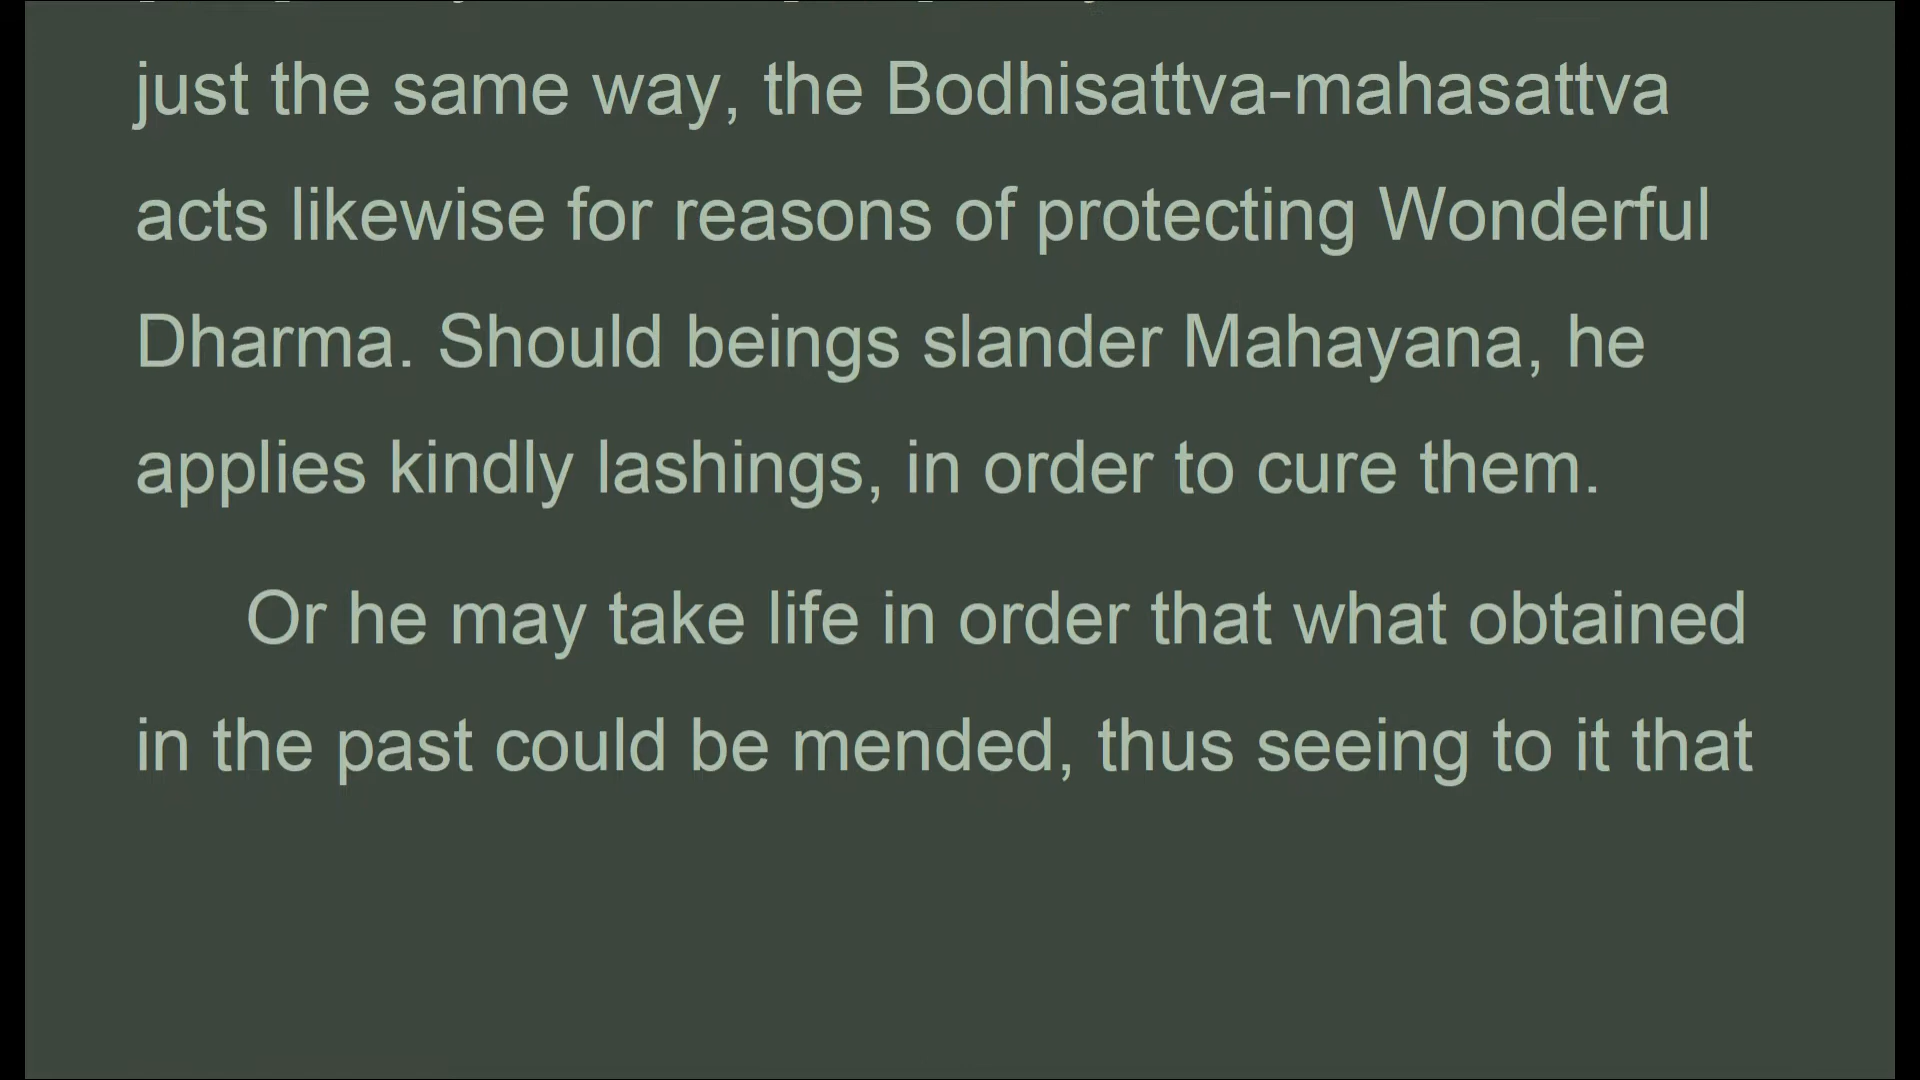 just the same way, the Bodhisattva-mahasattva
acts likewise for reasons of protecting Wonderful
Dharma. Should beings slander Mahayana, he
applies kindly lashings, in order to cure them.
Or he may take life in order that what obtained
in the past could be mended, thus seeing to it that